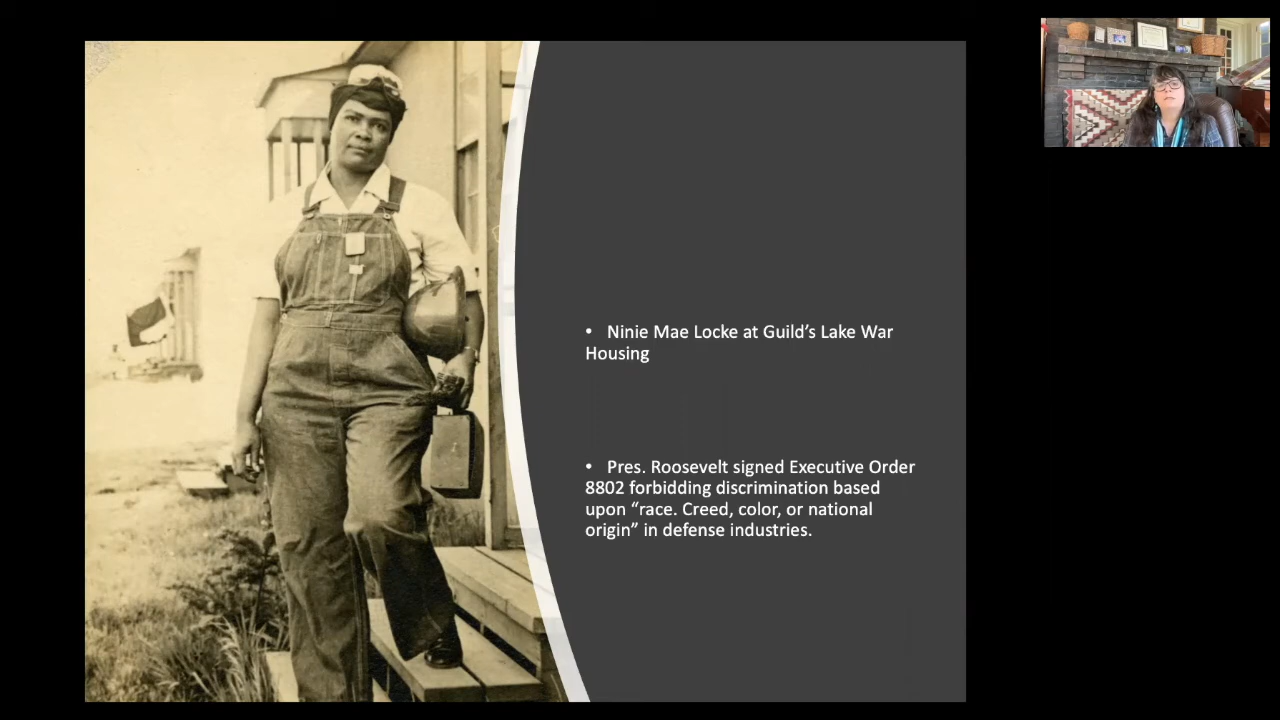 • Ninie Mae Locke at Guild’s Lake War
Housing
• Pres. Roosevelt signed Executive Order
8802 forbidding discrimination based
upon “race. Creed, color, or national
origin” in defense industries.